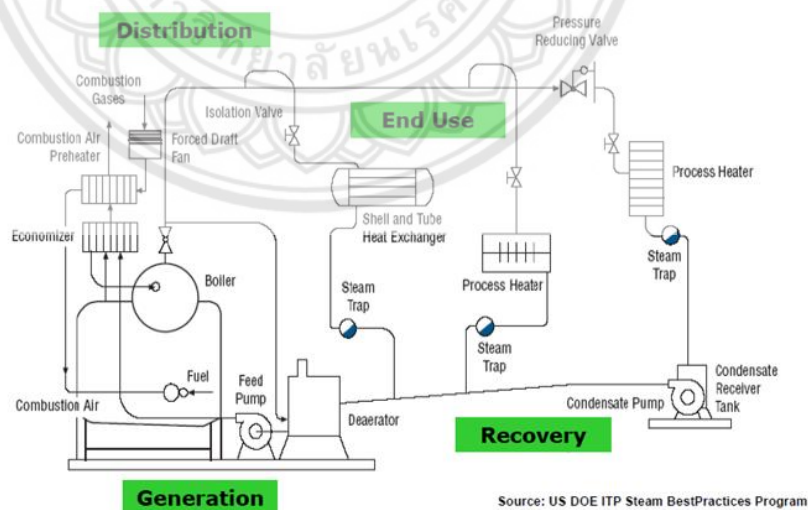 Distribution
Pressure
Reducing Valve
Combustion
Gases
Isolation Valve
End Use
Combustion Air
Preheater
Forced Draft
Fan
Process Heater
Economizer
Shell and Tube
Heat Exchanger
Steam
Trap
Boiler
Steam
Trap
Process Heater
Fuel
Feed
Pump
Steam
Trap
Condensate
Receiver
Tank
Combustion Air
Deaerator
Condensate Pump
Recovery
Generation
Source: US DOE ITP Steam BestPractices Program